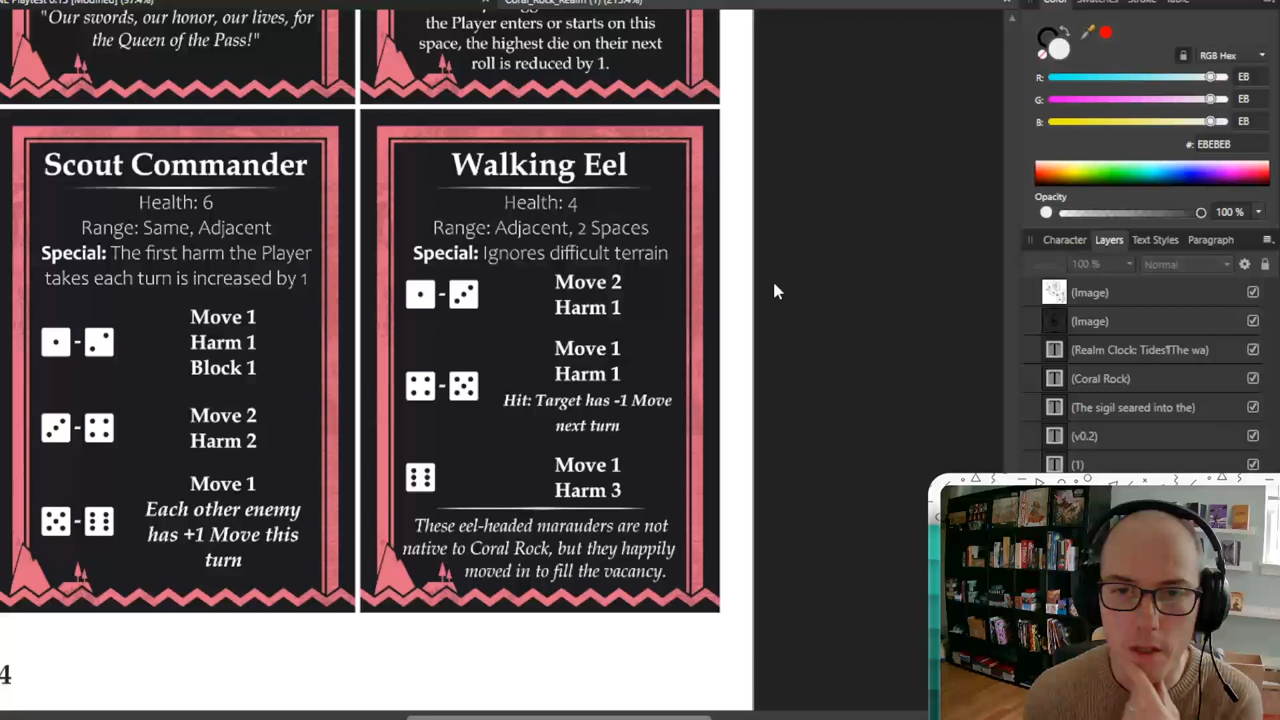 "Our swords, our honor, our lives, for
the Queen of the Pass!"
the Player enters or starts on this
space, the highest die on their next
roll is reduced by 1.
Scout Commander
Health: 6
Range: Same, Adjacent
Special: The first harm the Player
takes each turn is increased by 1
Move 1
Harm 1
Block 1
Move 2
Harm 2
Move 1
Each other enemy
has +1 Move this
turn
Walking Eel
Health: 4
Range: Adjacent, 2 Spaces
Special: Ignores difficult terrain
Move 2
Harm 1
Move 1
Harm 1
Hit: Target has -1 Move
next turn
Move 1
Harm 3
These eel-headed marauders are not
native to Coral Rock, but they happily
moved in to fill the vacancy.
4
RGB Hex
R: EB
G: EB
B: EB
#: EBEBEB
Opacity
100 %
Character Layers Text Styles Paragraph
100 % Normal
(Image)
(Image)
(Realm Clock: Tides¶The wa)
(Coral Rock)
(The sigil seared into the)
(v0.2)
(1)